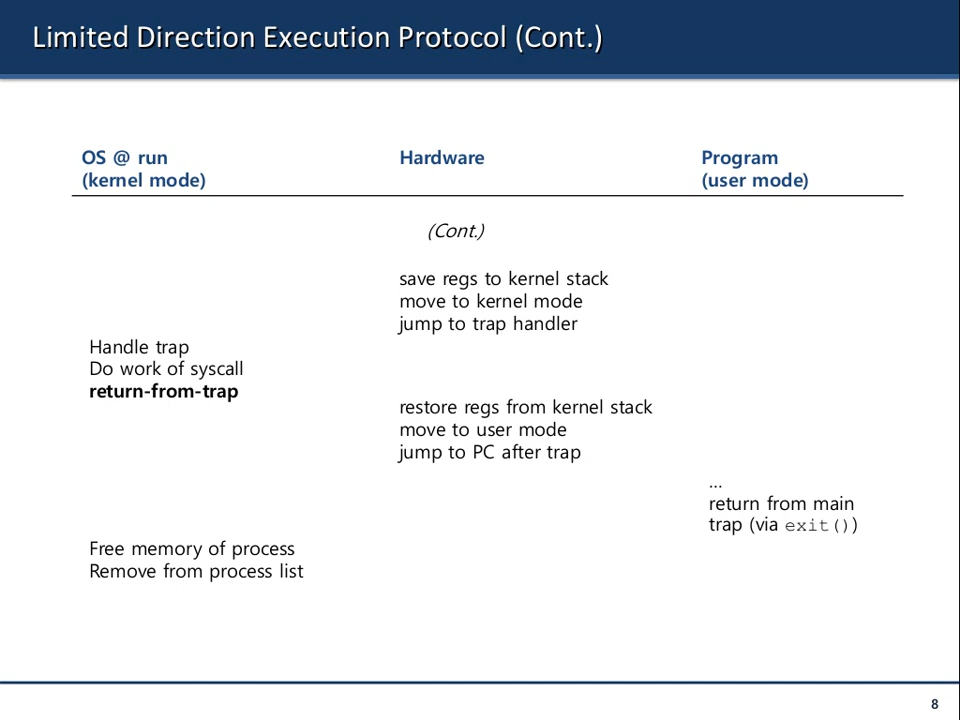 Limited Direction Execution Protocol (Cont.)
OS @ run
(kernel mode)
Hardware
Program
(user mode)
(Cont.)
save regs to kernel stack
move to kernel mode
jump to trap handler
Handle trap
Do work of syscall
return-from-trap
restore regs from kernel stack
move to user mode
jump to PC after trap
…
return from main
trap (via exit())
Free memory of process
Remove from process list
8